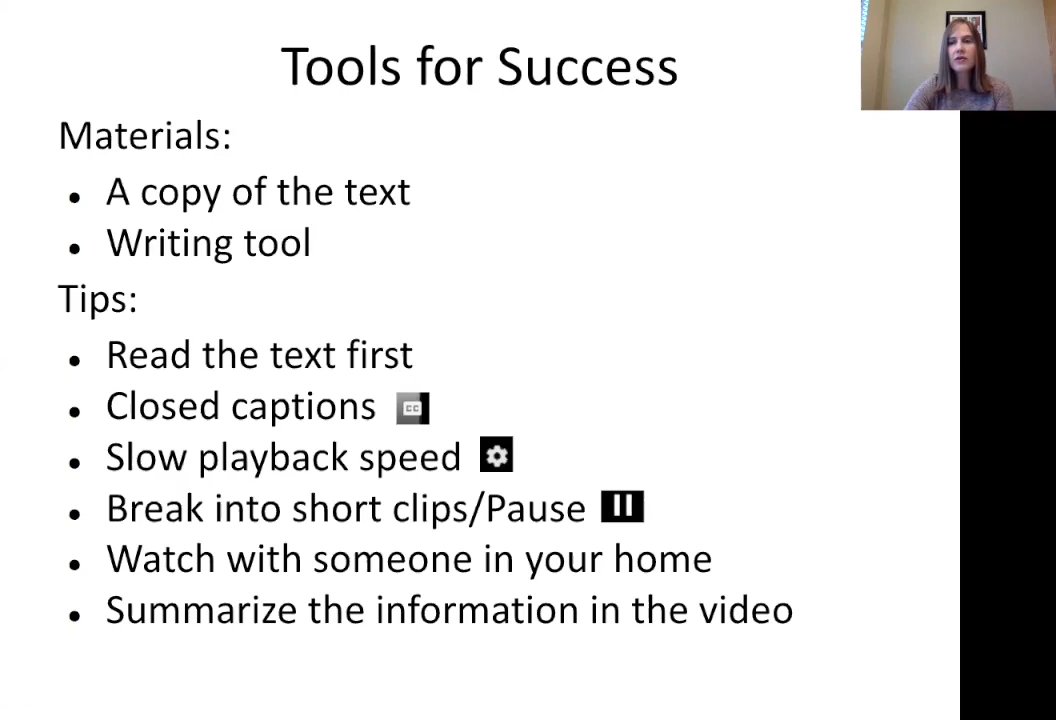 Tools for Success
Materials:
• A copy of the text
• Writing tool
Tips:
• Read the text first
• Closed captions CC
• Slow playback speed
• Break into short clips/Pause
• Watch with someone in your home
• Summarize the information in the video